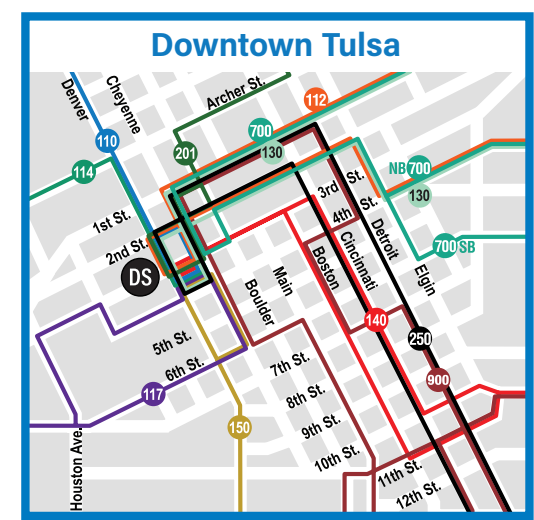 Downtown Tulsa
Denver
Cheyenne
Archer St.
112
110
700
130
201
114
3rd St.
NB 700
130
4th St.
1st St.
2nd St.
DS
700 SB
Main
Boulder
Boston
Cincinnati
Detroit
Elgin
140
250
5th St.
6th St.
7th St.
900
117
8th St.
150
9th St.
10th St.
Houston Ave.
11th St.
12th St.